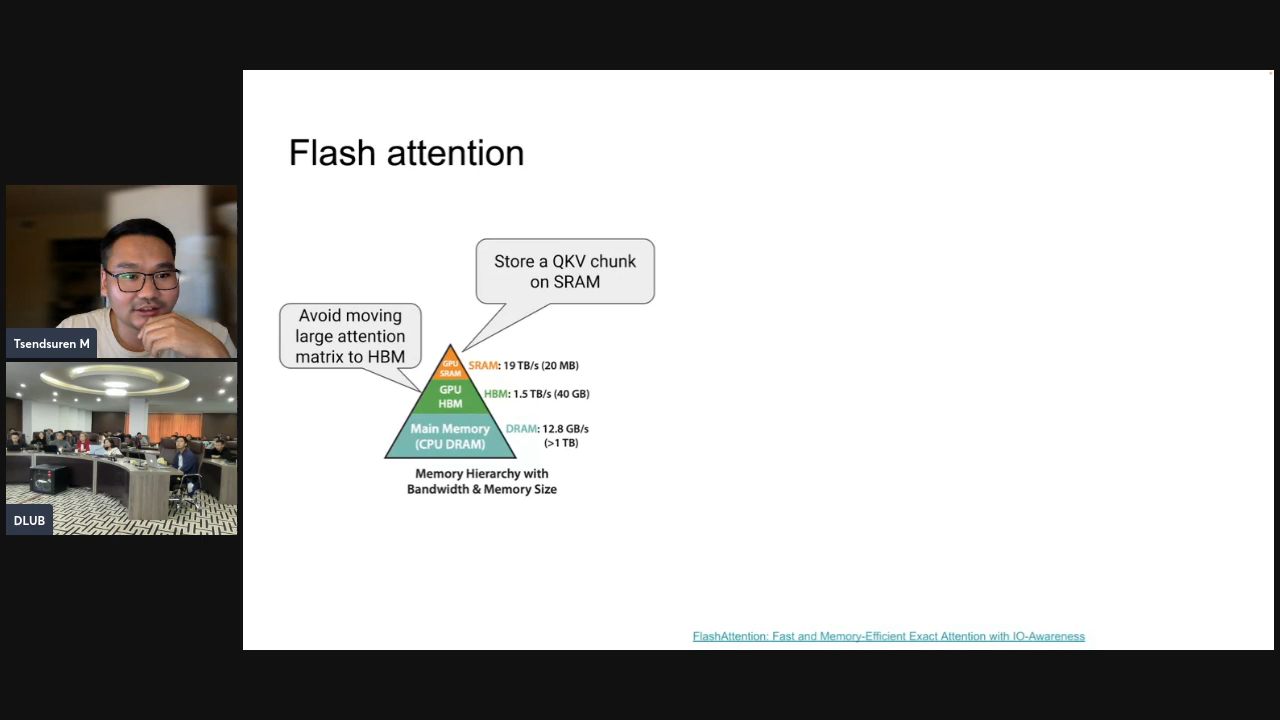 Flash attention
Store a QKV chunk
on SRAM
Avoid moving
large attention
matrix to HBM
GPU
SRAM
SRAM: 19 TB/s (20 MB)
GPU
HBM
HBM: 1.5 TB/s (40 GB)
Main Memory
(CPU DRAM)
DRAM: 12.8 GB/s
(>1 TB)
Memory Hierarchy with
Bandwidth & Memory Size
FlashAttention: Fast and Memory-Efficient Exact Attention with IO-Awareness
Tsendsuren M
DLUB